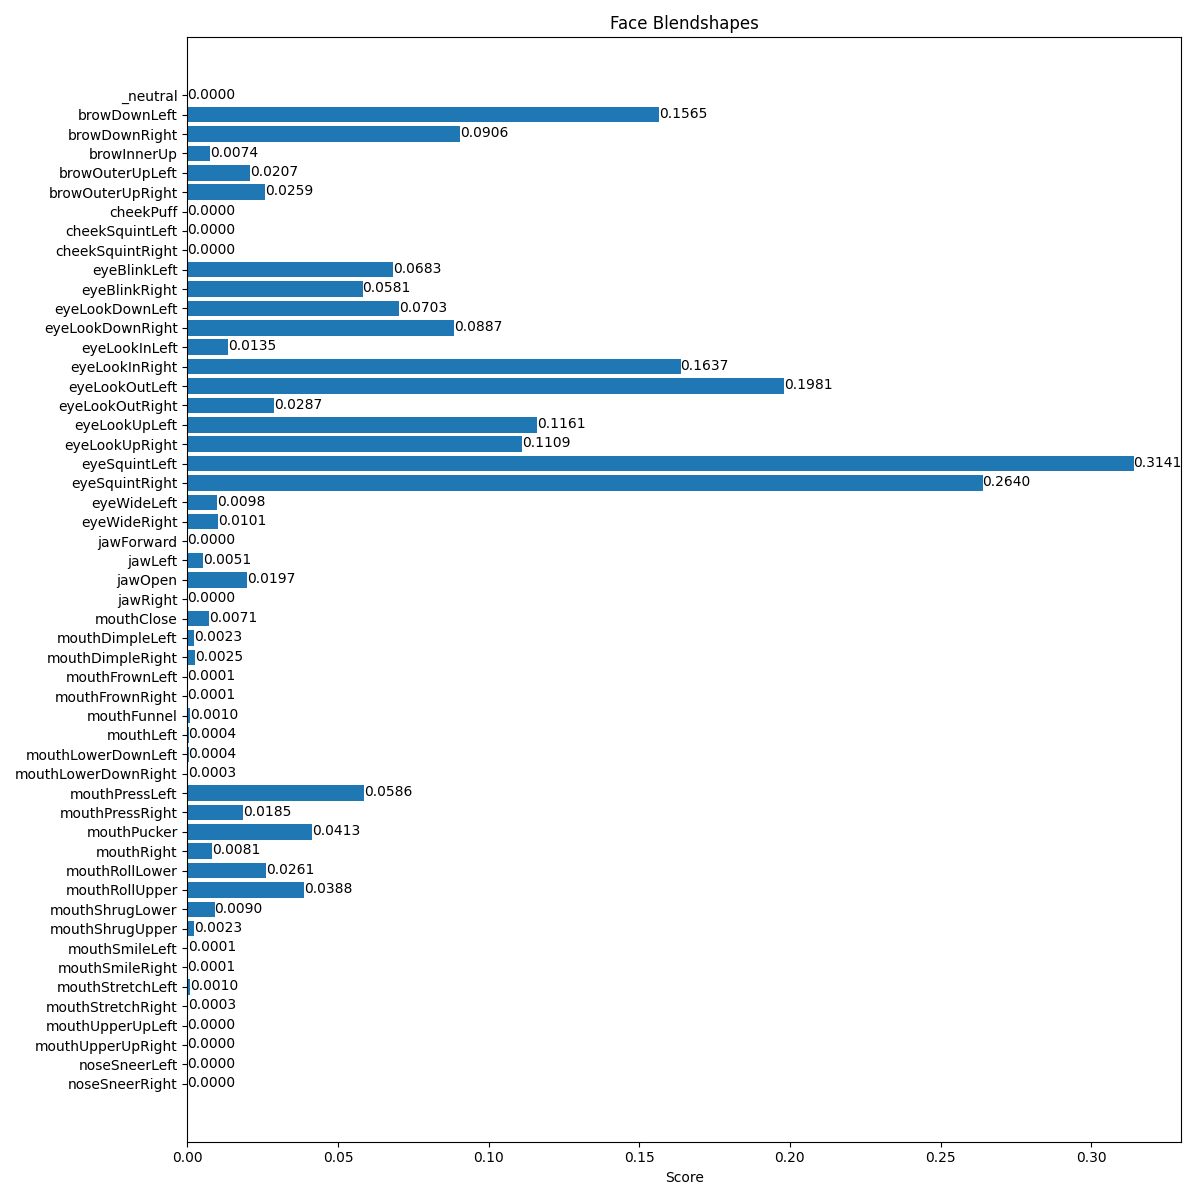 Face Blendshapes
_neutral 0.0000
browDownLeft 0.1565
browDownRight 0.0906
browInnerUp 0.0074
browOuterUpLeft 0.0207
browOuterUpRight 0.0259
cheekPuff 0.0000
cheekSquintLeft 0.0000
cheekSquintRight 0.0000
eyeBlinkLeft 0.0683
eyeBlinkRight 0.0581
eyeLookDownLeft 0.0703
eyeLookDownRight 0.0887
eyeLookInLeft 0.0135
eyeLookInRight 0.1637
eyeLookOutLeft 0.1981
eyeLookOutRight 0.0287
eyeLookUpLeft 0.1161
eyeLookUpRight 0.1109
eyeSquintLeft 0.3141
eyeSquintRight 0.2640
eyeWideLeft 0.0098
eyeWideRight 0.0101
jawForward 0.0000
jawLeft 0.0051
jawOpen 0.0197
jawRight 0.0000
mouthClose 0.0071
mouthDimpleLeft 0.0023
mouthDimpleRight 0.0025
mouthFrownLeft 0.0001
mouthFrownRight 0.0001
mouthFunnel 0.0010
mouthLeft 0.0004
mouthLowerDownLeft 0.0004
mouthLowerDownRight 0.0003
mouthPressLeft 0.0586
mouthPressRight 0.0185
mouthPucker 0.0413
mouthRight 0.0081
mouthRollLower 0.0261
mouthRollUpper 0.0388
mouthShrugLower 0.0090
mouthShrugUpper 0.0023
mouthSmileLeft 0.0001
mouthSmileRight 0.0001
mouthStretchLeft 0.0010
mouthStretchRight 0.0003
mouthUpperUpLeft 0.0000
mouthUpperUpRight 0.0000
noseSneerLeft 0.0000
noseSneerRight 0.0000
0.00 0.05 0.10 0.15 0.20 0.25 0.30
Score